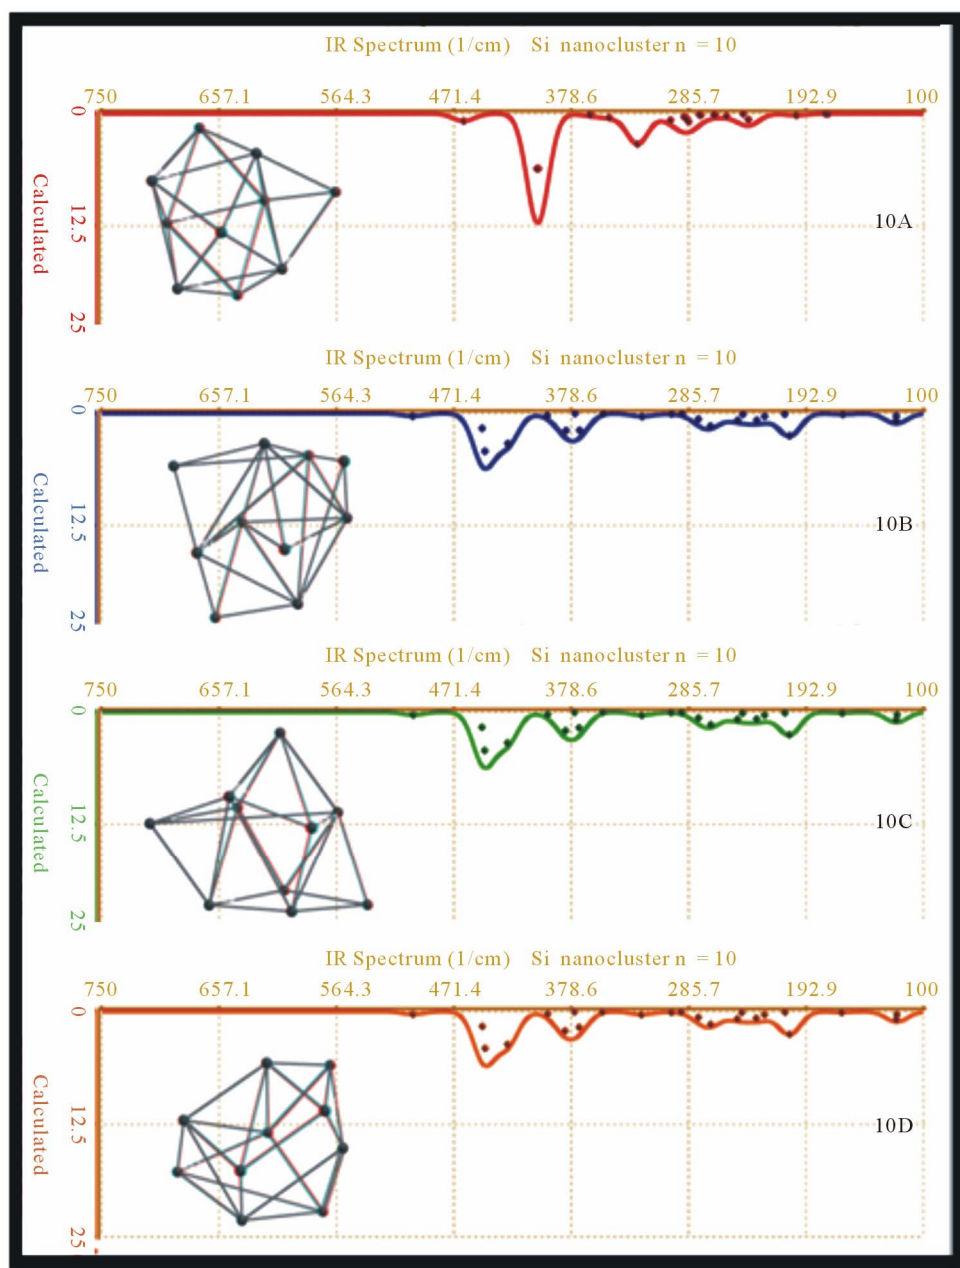 IR Spectrum (1/cm) Si nanocluster n = 10
750 657.1 564.3 471.4 378.6 285.7 192.9 100
0
12.5
25
Calculated
10A
IR Spectrum (1/cm) Si nanocluster n = 10
750 657.1 564.3 471.4 378.6 285.7 192.9 100
0
12.5
25
Calculated
10B
IR Spectrum (1/cm) Si nanocluster n = 10
750 657.1 564.3 471.4 378.6 285.7 192.9 100
0
12.5
25
Calculated
10C
IR Spectrum (1/cm) Si nanocluster n = 10
750 657.1 564.3 471.4 378.6 285.7 192.9 100
0
12.5
25
Calculated
10D